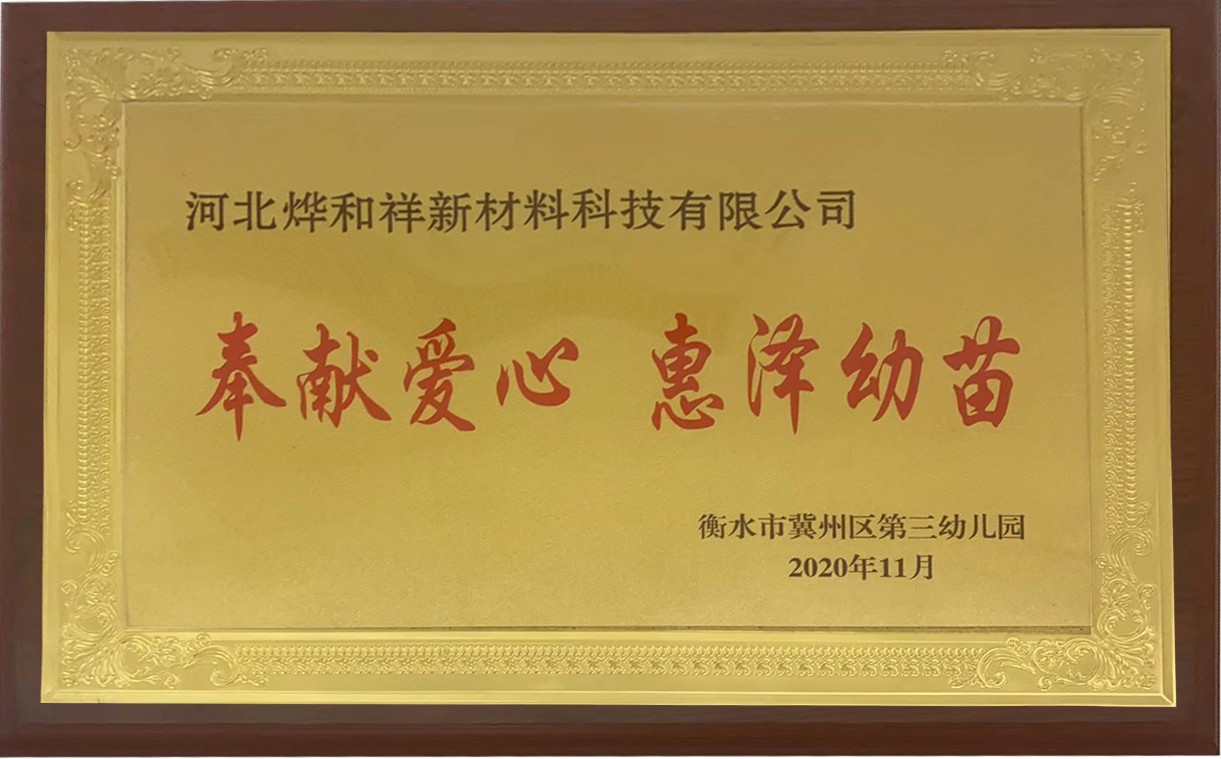 河北烨和祥新材料科技有限公司
奉献爱心 惠泽幼苗
衡水市冀州区第三幼儿园
2020年11月